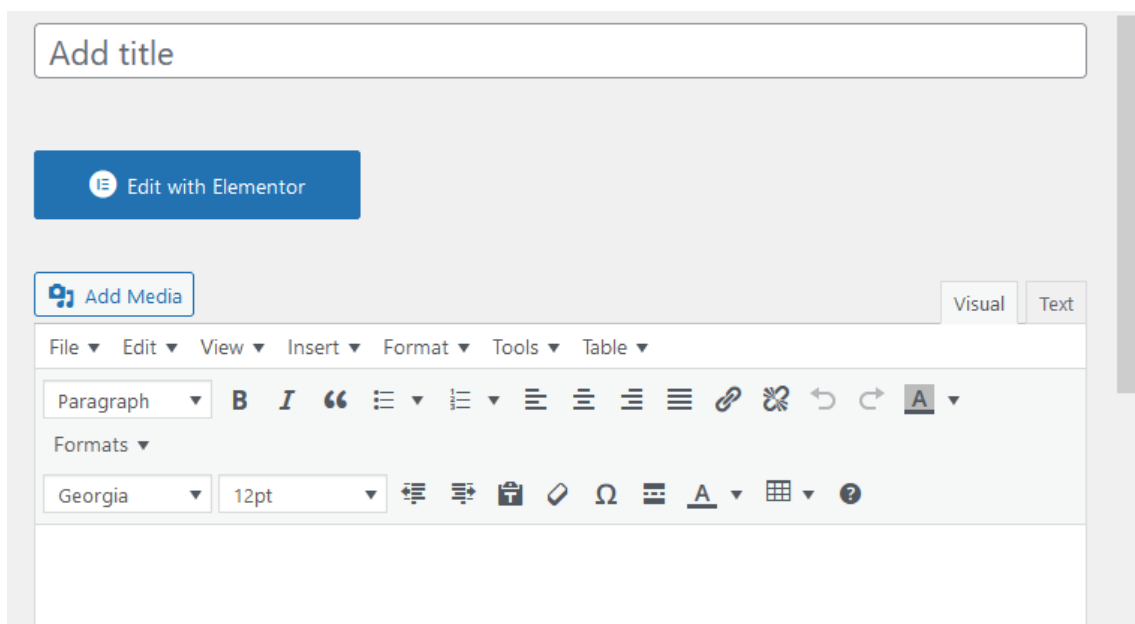 Add title
Edit with Elementor
Add Media
Visual Text
File Edit View Insert Format Tools Table
Paragraph B I A
Formats
Georgia 12pt Ω A